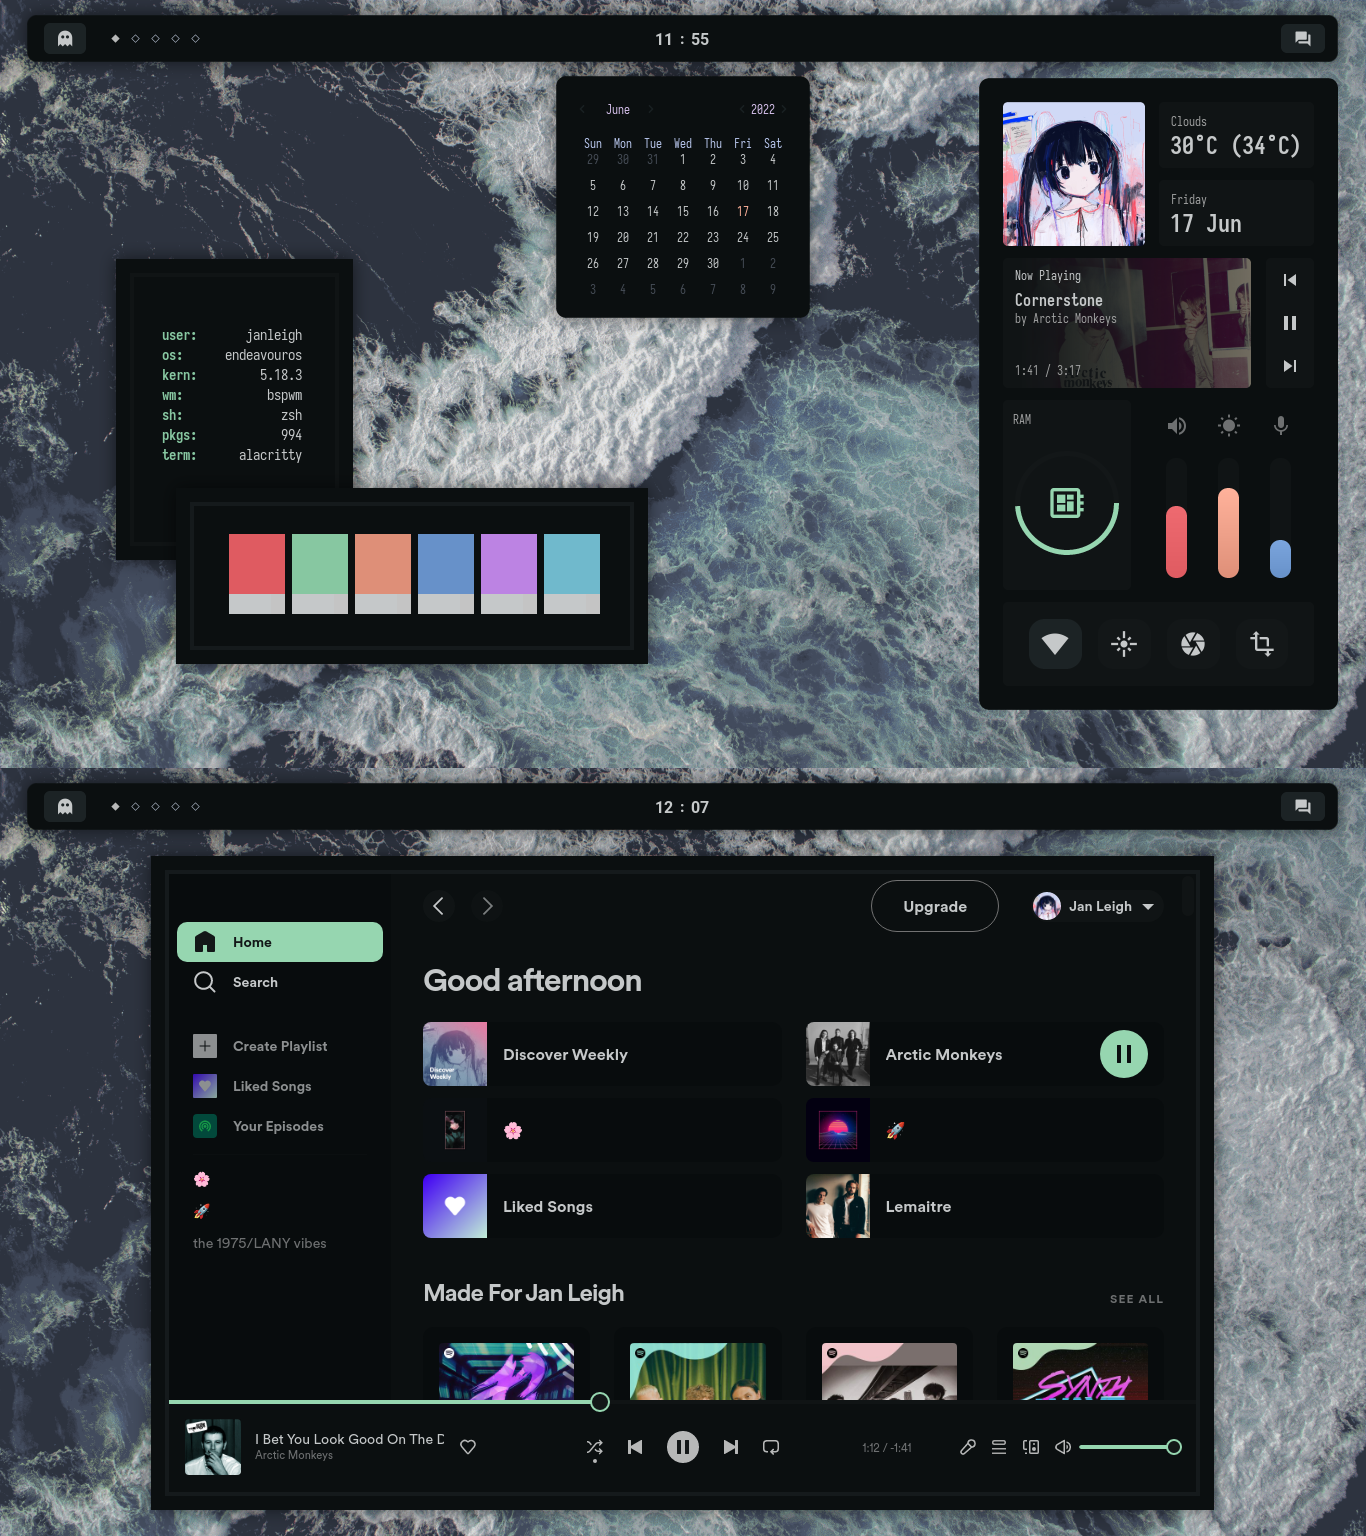 11 : 55
June 2022
Sun Mon Tue Wed Thu Fri Sat
29 30 31 1 2 3 4
5 6 7 8 9 10 11
12 13 14 15 16 17 18
19 20 21 22 23 24 25
26 27 28 29 30 1 2
3 4 5 6 7 8 9
Clouds
30°C (34°C)
Friday
17 Jun
Now Playing
Cornerstone
by Arctic Monkeys
1:41 / 3:17
monkeys
RAM
user: janleigh
os: endeavouros
kern: 5.18.3
wm: bspwm
sh: zsh
pkgs: 994
term: alacritty
12 : 07
Upgrade
Jan Leigh
Home
Search
Create Playlist
Liked Songs
Your Episodes
🌸
🚀
the 1975/LANY vibes
Good afternoon
Discover Weekly
Discover Weekly
Arctic Monkeys
🌸
🚀
Liked Songs
Lemaitre
Made For Jan Leigh
SEE ALL
SYNTH
I Bet You Look Good On The D
Arctic Monkeys
1:12 / -1:41